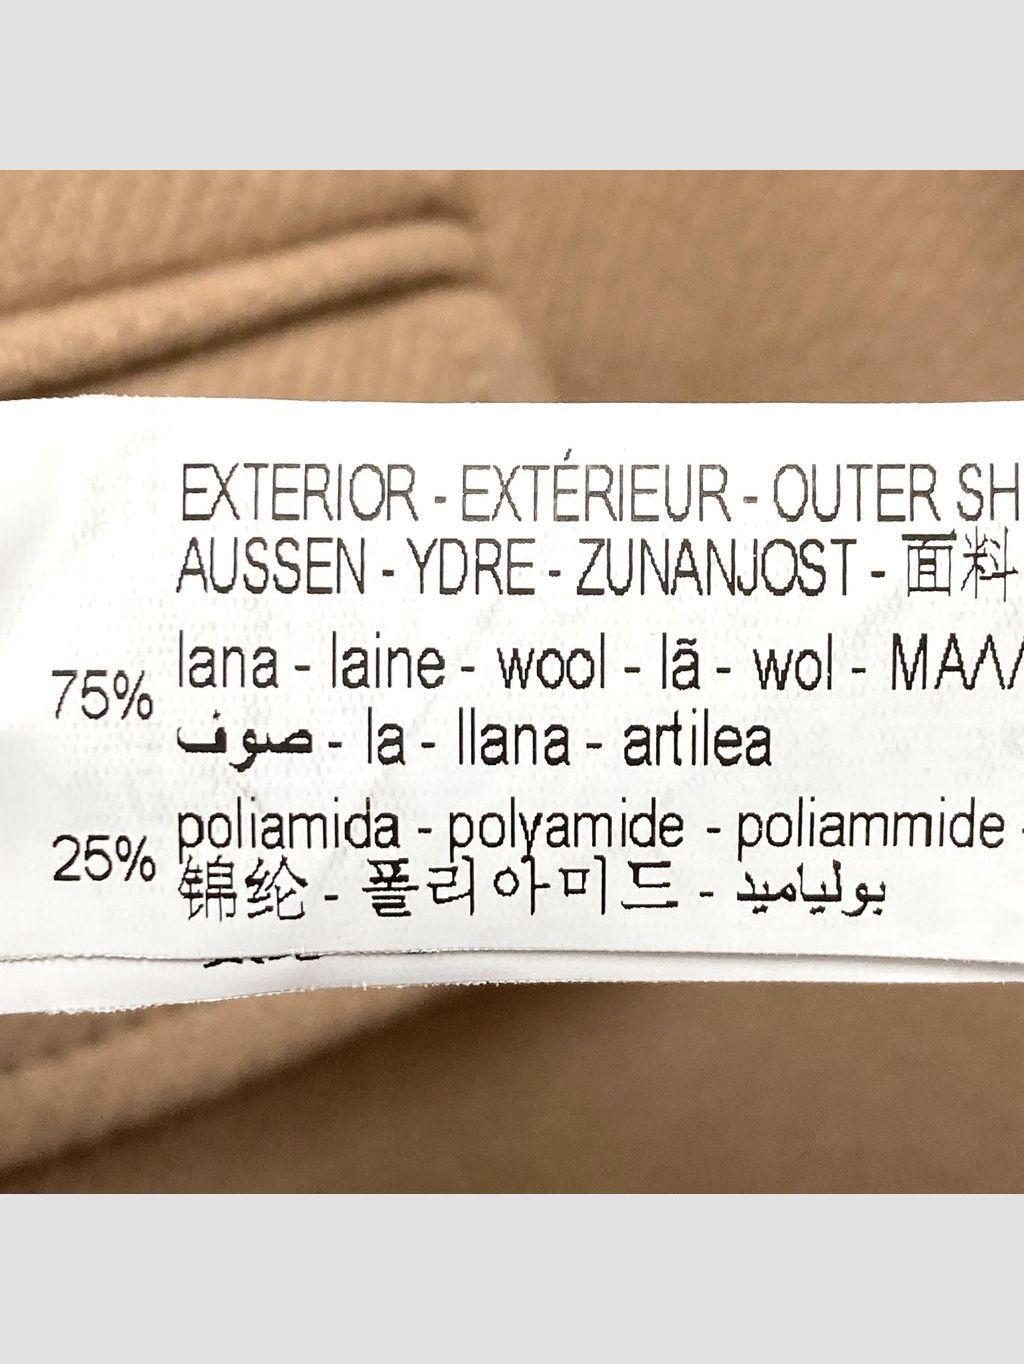 EXTERIOR - EXTÉRIEUR - OUTER SH
AUSSEN - YDRE - ZUNANJOST - 面料
75% lana - laine - wool - lã - wol - ΜΑΛΛ
صوف - la - llana - artilea
25% poliamida - polyamide - poliammide -
锦纶 - 폴리아미드 - بولياميد